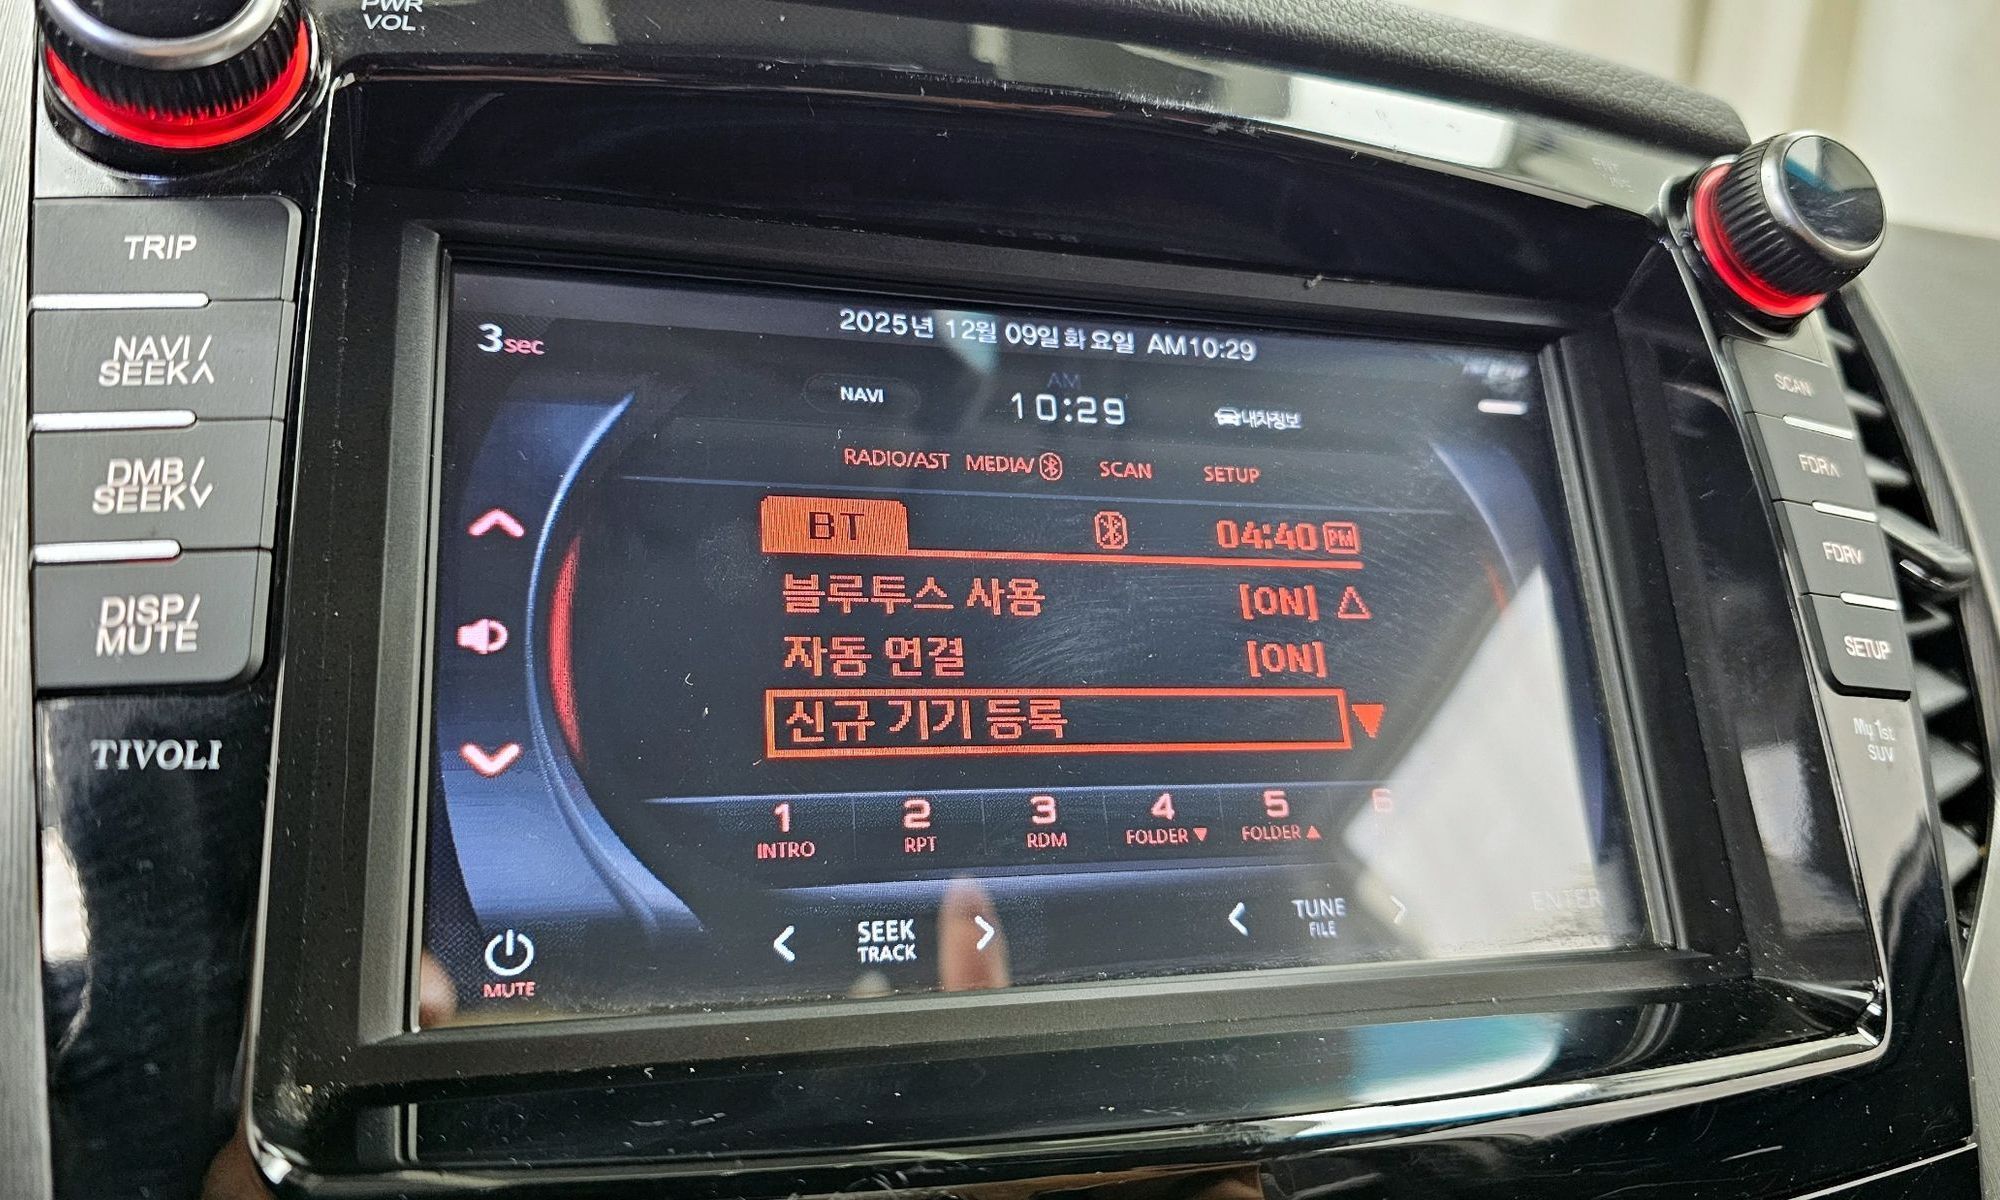 PWR
VOL
TRIP
NAVI/
SEEK∧
DMB/
SEEK∨
DISP/
MUTE
TIVOLI
3sec
2025년 12월 09일 화요일 AM10:29
NAVI
AM
10:29
내차정보
RADIO/AST MEDIA/ SCAN SETUP
BT
04:40 PM
블루투스 사용 [ON] △
자동 연결 [ON]
신규 기기 등록 ▼
1 2 3 4 5 6
INTRO RPT RDM FOLDER▼ FOLDER▲
< SEEK >
TRACK
< TUNE >
FILE
ENTER
MUTE
SCAN
FDR∧
FDR∨
SETUP
My 1st
SUV